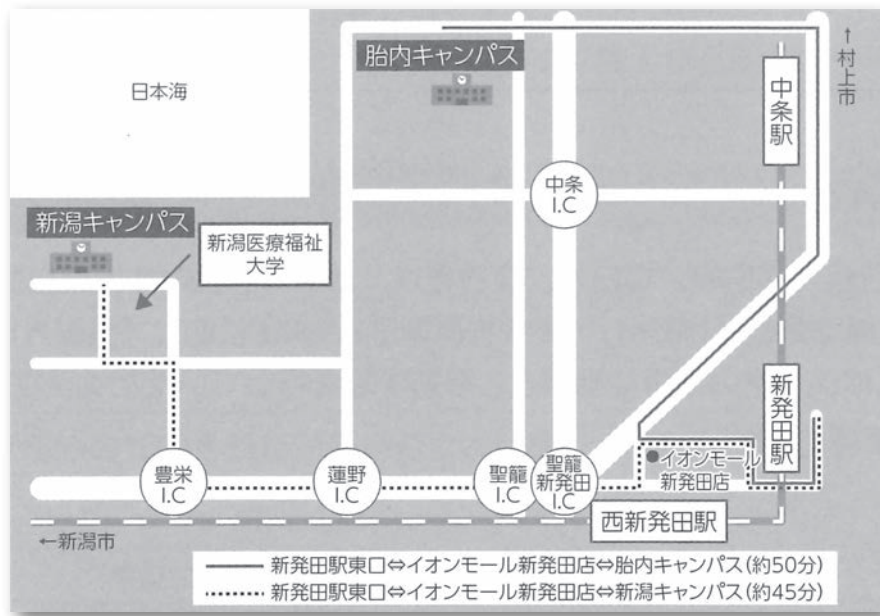 日本海
胎内キャンパス
↑村上市
中条駅
中条
I.C
新潟キャンパス
新潟医療福祉
大学
新発田駅
豊栄
I.C
蓮野
I.C
聖籠
I.C
聖籠
新発田
I.C
イオンモール
新発田店
西新発田駅
←新潟市
新発田駅東口⇔イオンモール新発田店⇔胎内キャンパス(約50分)
新発田駅東口⇔イオンモール新発田店⇔新潟キャンパス(約45分)